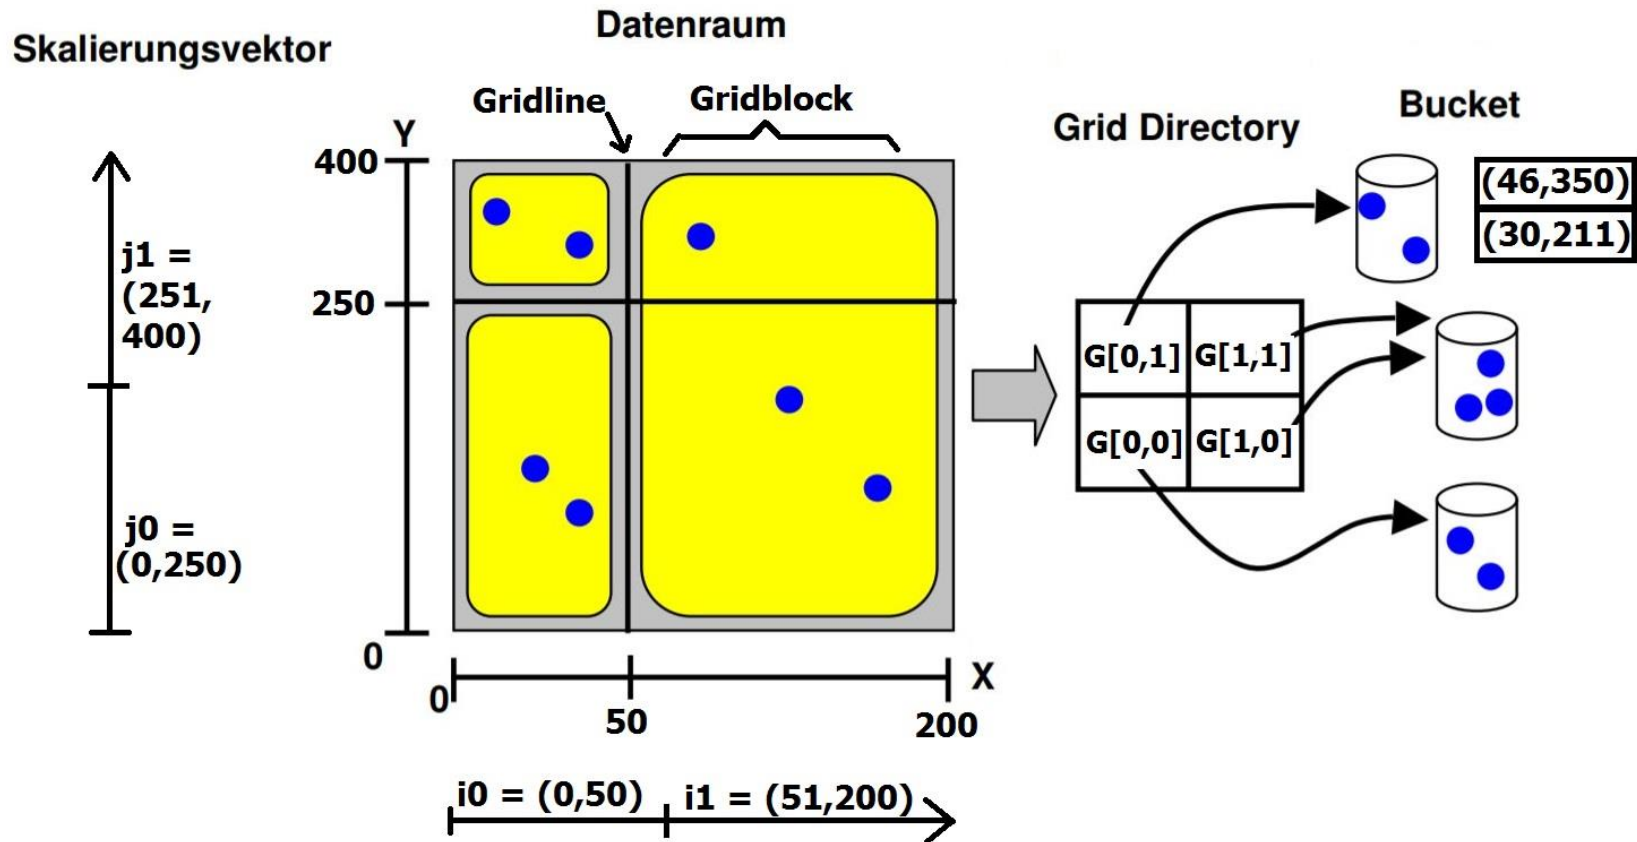 Skalierungsvektor
Datenraum
Gridline
Gridblock
Grid Directory
Bucket
Y
400
250
0
j1 =
(251,
400)
j0 =
(0,250)
0
50
200
X
i0 = (0,50)
i1 = (51,200)
G[0,1]
G[1,1]
G[0,0]
G[1,0]
(46,350)
(30,211)